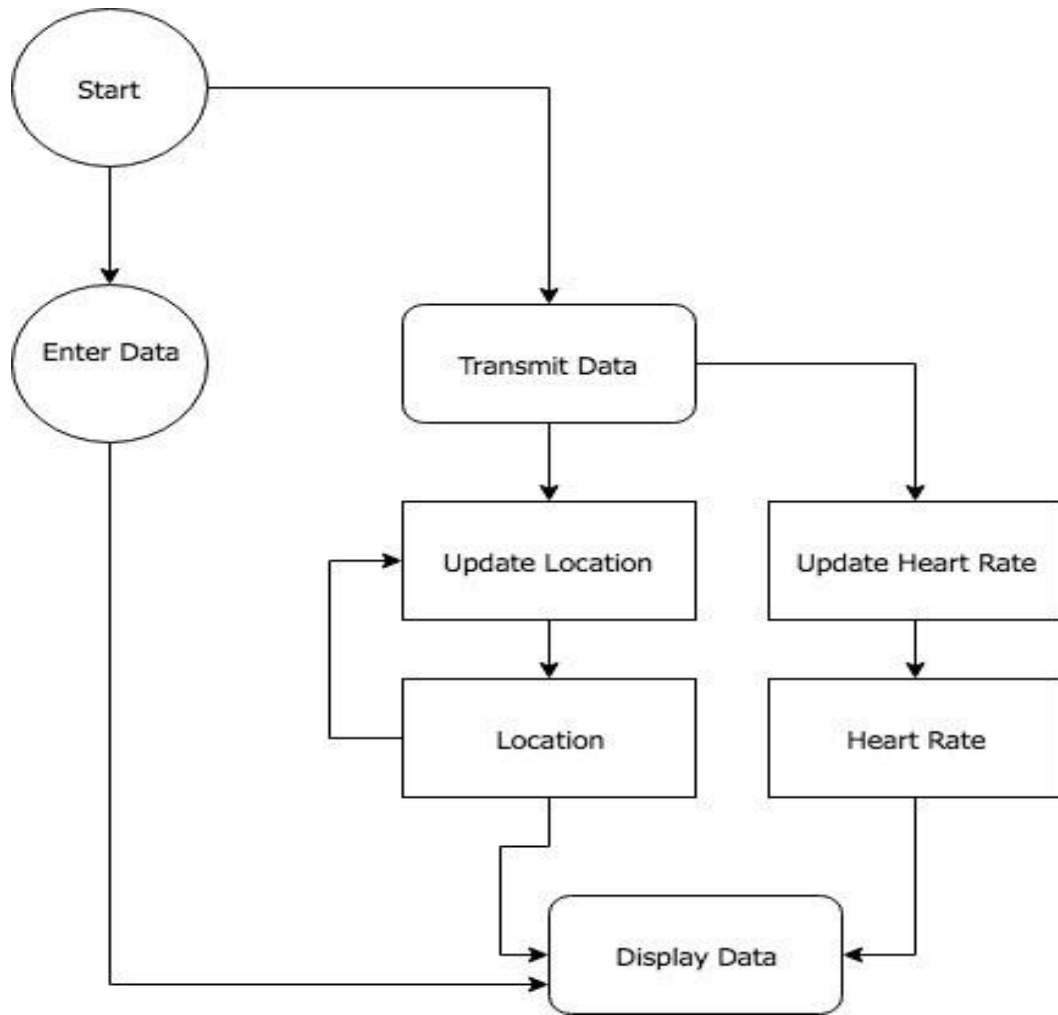 Start
Enter Data
Transmit Data
Update Location
Update Heart Rate
Location
Heart Rate
Display Data